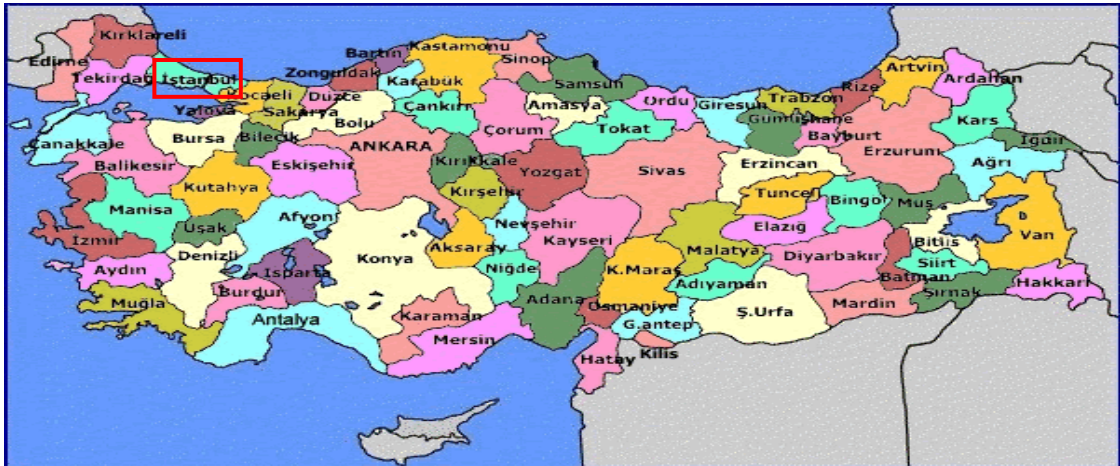 Kırklareli
Edirne
Tekirdağ
İstanbul
Kocaeli
Yalova
Sakarya
Düzce
Zonguldak
Bartın
Karabük
Kastamonu
Sinop
Samsun
Çankırı
Bolu
Amasya
Ordu
Giresun
Trabzon
Rize
Artvin
Ardahan
Kars
Iğdır
Gümüşhane
Bayburt
Erzurum
Ağrı
Çanakkale
Balikesir
Bursa
Bilecik
Eskişehir
ANKARA
Kırıkkale
Çorum
Tokat
Yozgat
Sivas
Erzincan
Tunceli
Bingöl
Muş
Kutahya
Manisa
Uşak
Afyon
Kırşehir
Nevşehir
Kayseri
Malatya
Elazığ
Diyarbakır
Bitlis
Van
İzmir
Aydın
Denizli
Isparta
Konya
Aksaray
Niğde
K.Maraş
Adıyaman
Batman
Siirt
Şırnak
Hakkari
Muğla
Burdur
Antalya
Karaman
Mersin
Adana
Osmaniye
G.antep
Ş.Urfa
Mardin
Hatay
Kilis